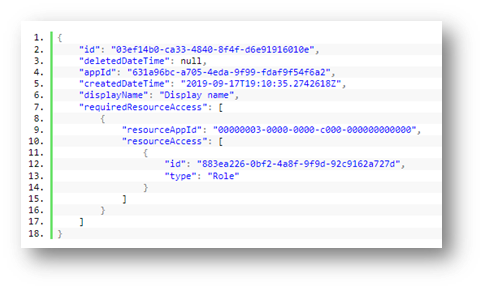 1. {
2. "id": "03ef14b0-ca33-4840-8f4f-d6e91916010e",
3. "deletedDateTime": null,
4. "appId": "631a96bc-a705-4eda-9f99-fdaf9f54f6a2",
5. "createdDateTime": "2019-09-17T19:10:35.2742618Z",
6. "displayName": "Display name",
7. "requiredResourceAccess": [
8. {
9. "resourceAppId": "00000003-0000-0000-c000-000000000000",
10. "resourceAccess": [
11. {
12. "id": "883ea226-0bf2-4a8f-9f9d-92c9162a727d",
13. "type": "Role"
14. }
15. ]
16. }
17. ]
18. }